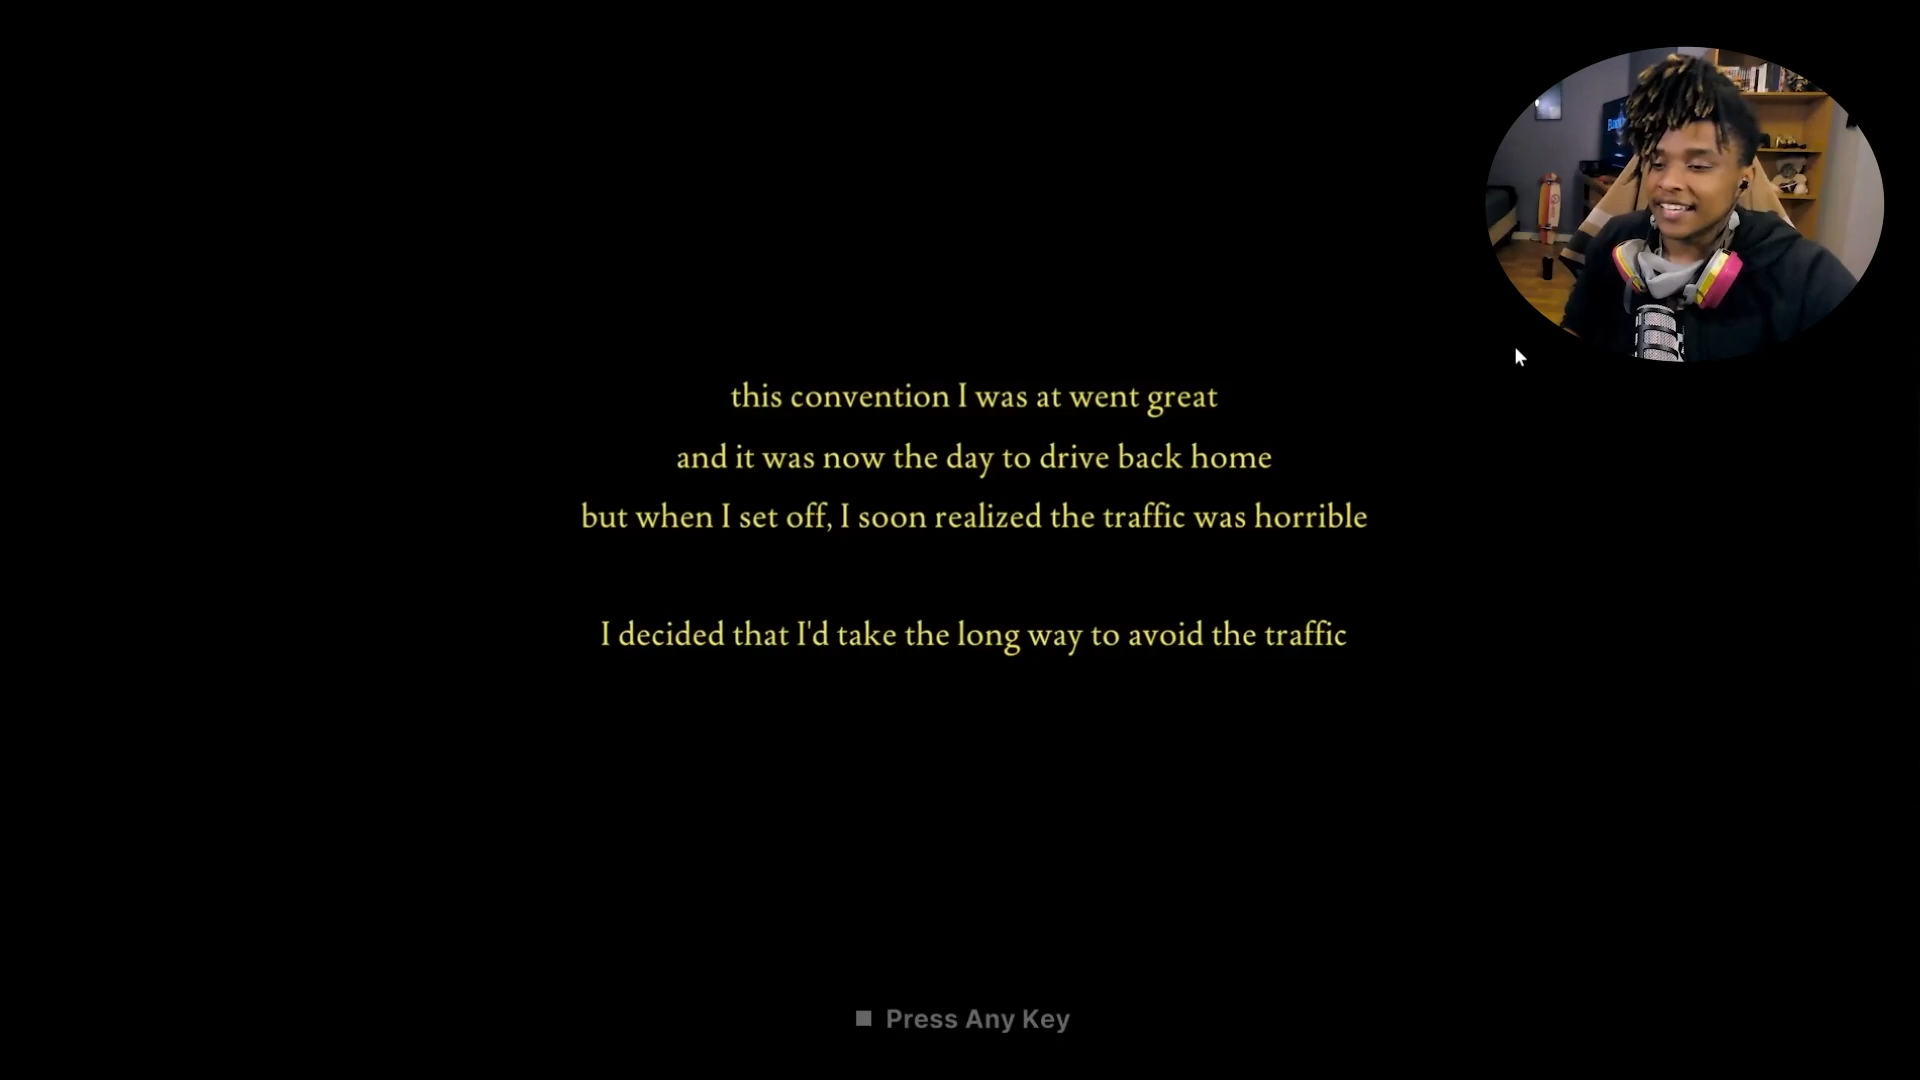 this convention I was at went great
and it was now the day to drive back home
but when I set off, I soon realized the traffic was horrible
I decided that I'd take the long way to avoid the traffic
Press Any Key